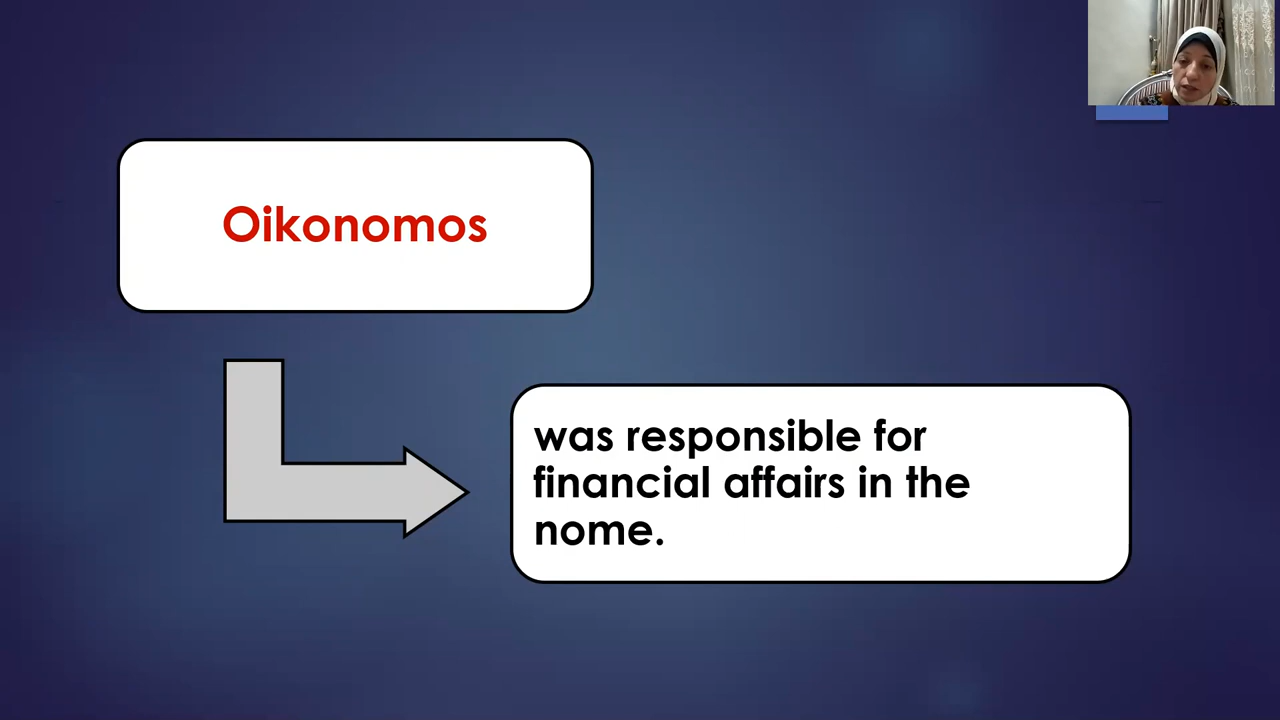 Oikonomos
was responsible for
financial affairs in the
nome.